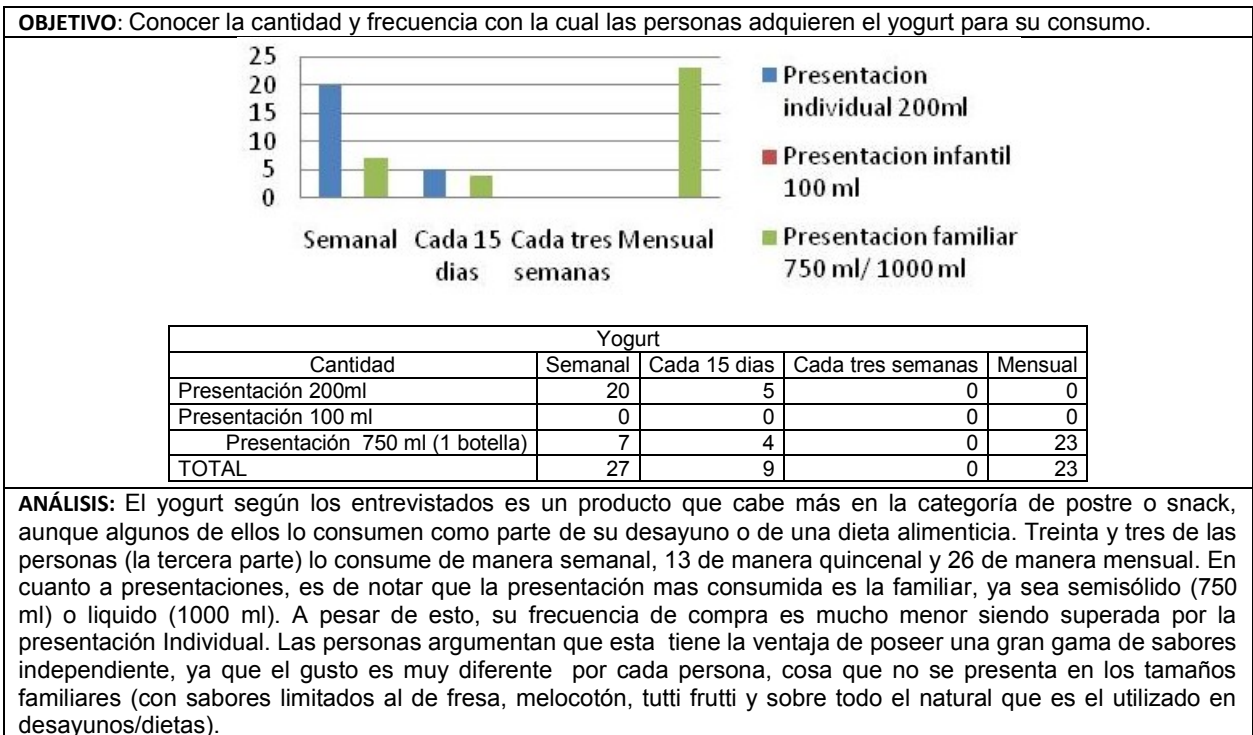 OBJETIVO: Conocer la cantidad y frecuencia con la cual las personas adquieren el yogurt para su consumo.
25
20
15
10
5
0
Semanal Cada 15 Cada tres Mensual
dias semanas
Presentacion
individual 200ml
Presentacion infantil
100 ml
Presentacion familiar
750 ml/ 1000 ml
Yogurt
Cantidad Semanal Cada 15 dias Cada tres semanas Mensual
Presentación 200ml 20 5 0 0
Presentación 100 ml 0 0 0 0
Presentación 750 ml (1 botella) 7 4 0 23
TOTAL 27 9 0 23
ANÁLISIS: El yogurt según los entrevistados es un producto que cabe más en la categoría de postre o snack,
aunque algunos de ellos lo consumen como parte de su desayuno o de una dieta alimenticia. Treinta y tres de las
personas (la tercera parte) lo consume de manera semanal, 13 de manera quincenal y 26 de manera mensual. En
cuanto a presentaciones, es de notar que la presentación mas consumida es la familiar, ya sea semisólido (750
ml) o liquido (1000 ml). A pesar de esto, su frecuencia de compra es mucho menor siendo superada por la
presentación Individual. Las personas argumentan que esta tiene la ventaja de poseer una gran gama de sabores
independiente, ya que el gusto es muy diferente por cada persona, cosa que no se presenta en los tamaños
familiares (con sabores limitados al de fresa, melocotón, tutti frutti y sobre todo el natural que es el utilizado en
desayunos/dietas).